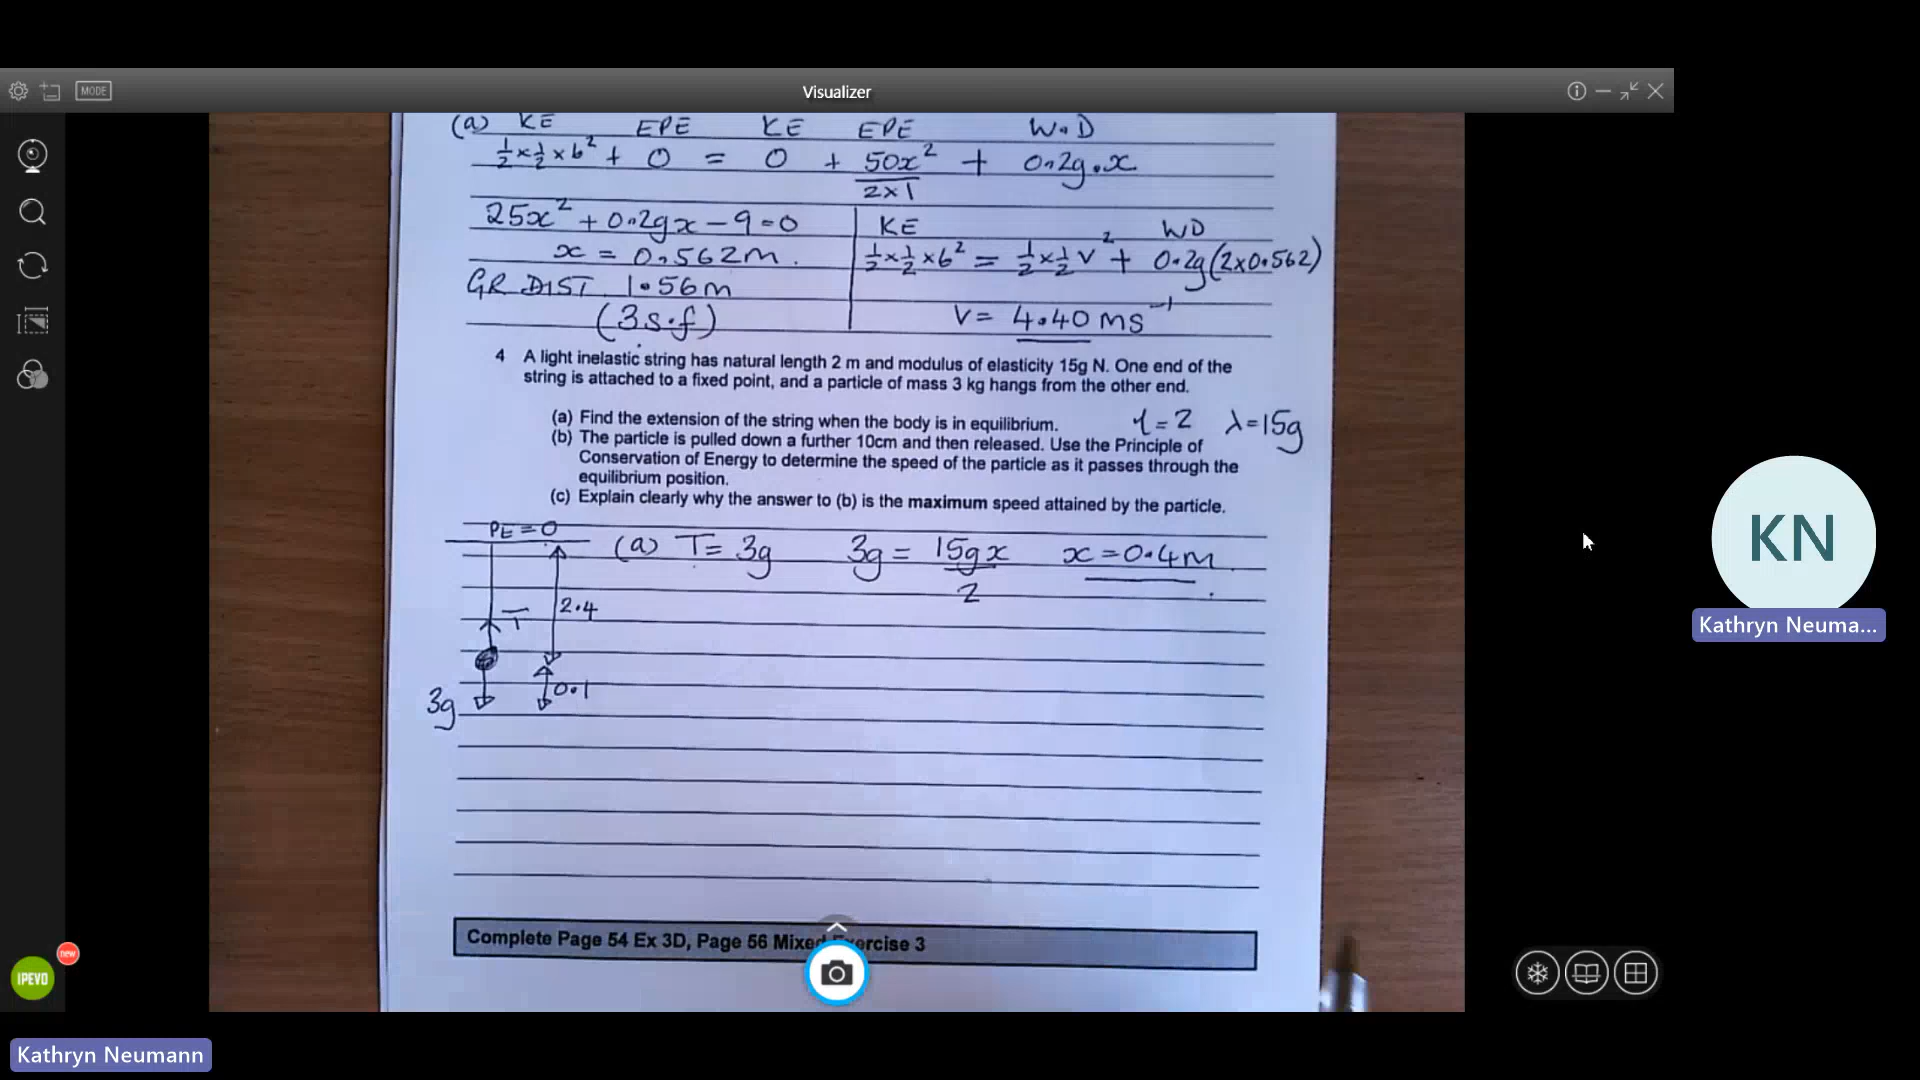 Visualizer
MODE
(a) KE EPE KE EPE W.D
½ × ½ × 6² + 0 = 0 + 50x² / 2×1 + 0.2g.x
25x² + 0.2gx - 9 = 0
x = 0.562m.
GR DIST 1.56m
(3s.f)
KE WD
½ × ½ × 6² = ½ × ½ v² + 0.2g(2×0.562)
v = 4.40 ms⁻¹
4 A light inelastic string has natural length 2 m and modulus of elasticity 15g N. One end of the
string is attached to a fixed point, and a particle of mass 3 kg hangs from the other end.
(a) Find the extension of the string when the body is in equilibrium.
l = 2 λ = 15g
(b) The particle is pulled down a further 10cm and then released. Use the Principle of
Conservation of Energy to determine the speed of the particle as it passes through the
equilibrium position.
(c) Explain clearly why the answer to (b) is the maximum speed attained by the particle.
PE = 0
(a) T = 3g 3g = 15gx / 2 x = 0.4m.
2.4
T
0.1
3g
Complete Page 54 Ex 3D, Page 56 Mixed Exercise 3
KN
Kathryn Neuma...
new
IPEVO
Kathryn Neumann